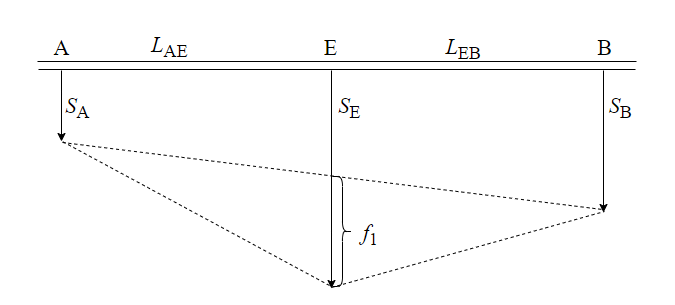 A L_AE E L_EB B
S_A S_E S_B
f_1